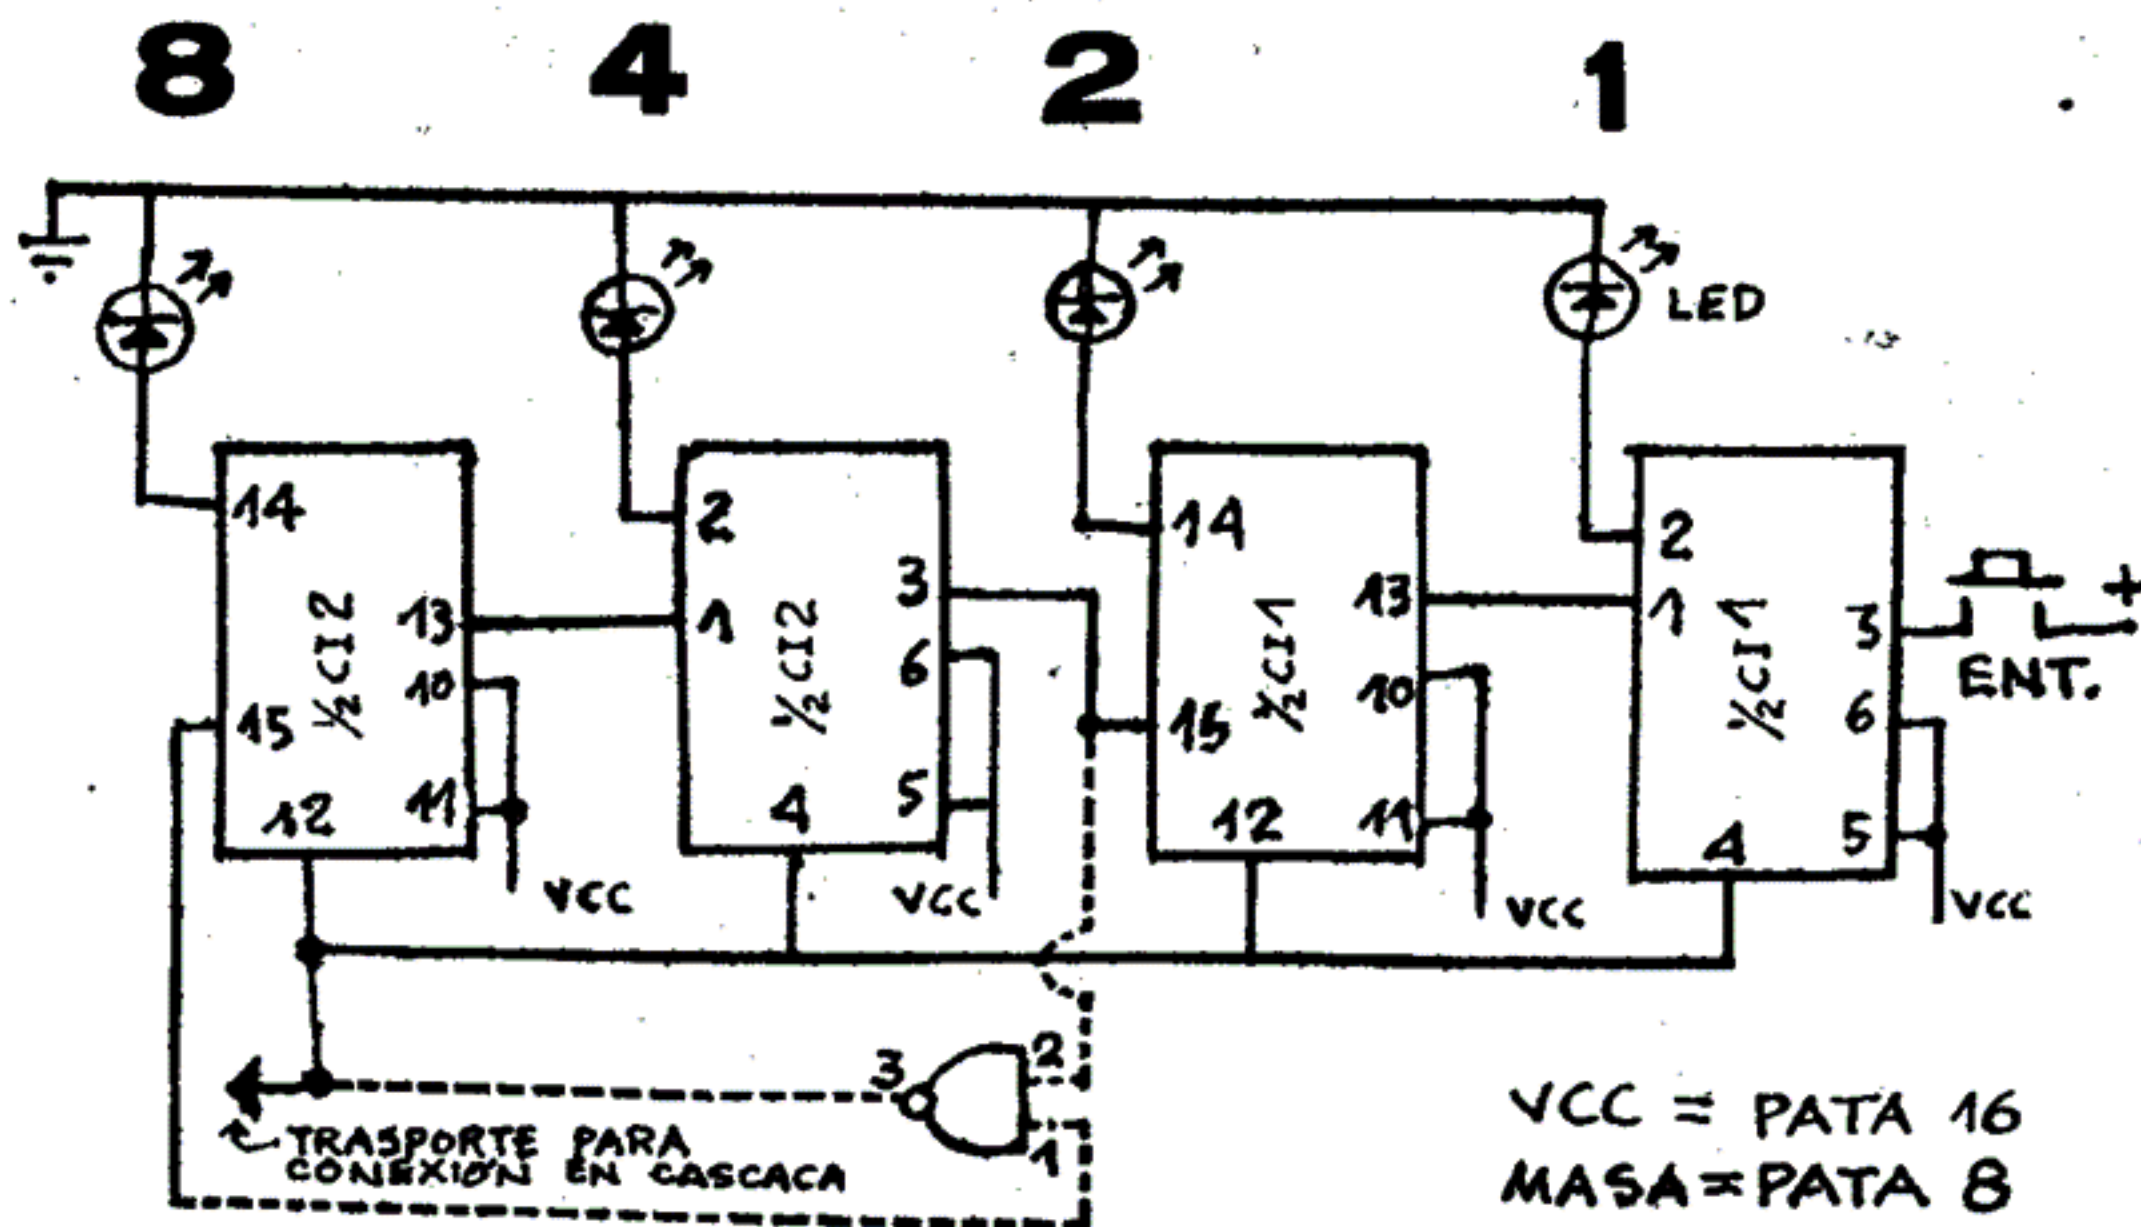 8 4 2 1
LED
14 2 14 2
13 1 3 13 1 3 +
ENT.
½CI2 ½CI2 ½CI1 ½CI1
10 6 10 6
15 15
12 11 4 5 12 11 4 5
VCC VCC VCC VCC
3 2
1
TRASPORTE PARA
CONEXIÓN EN CASCACA
VCC = PATA 16
MASA = PATA 8